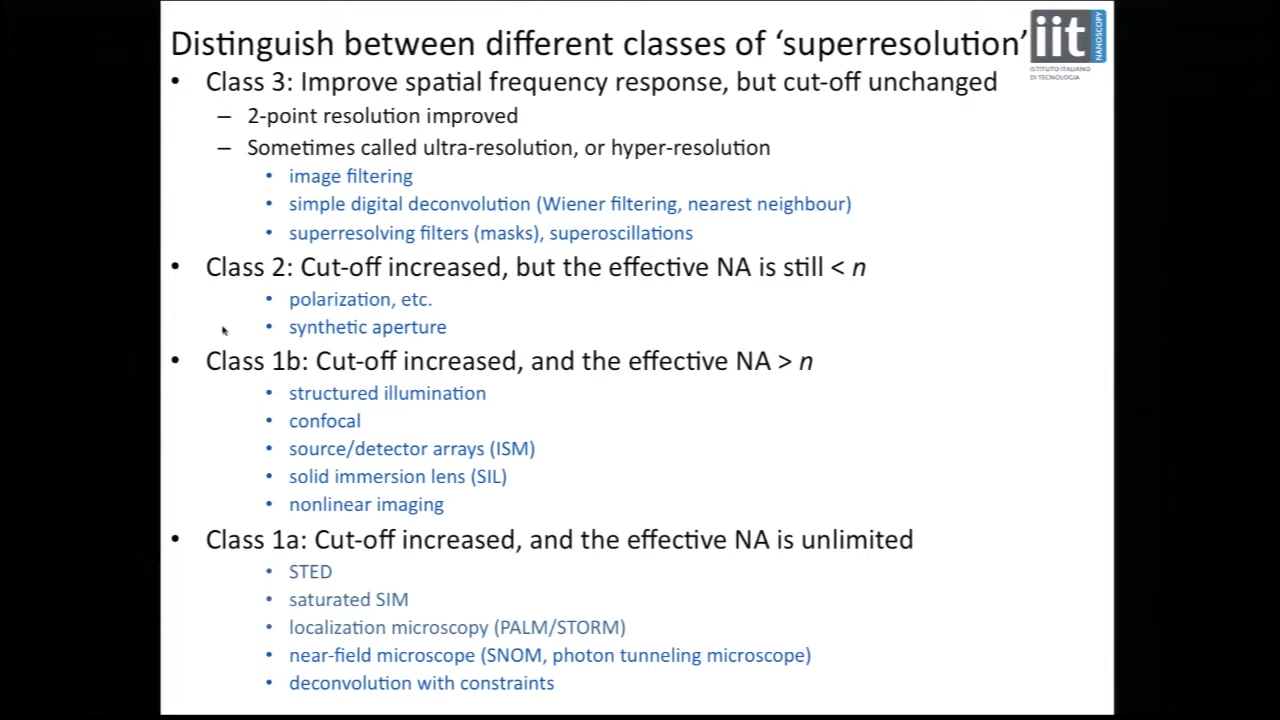 Distinguish between different classes of ‘superresolution’
iit
NANOSCOPY
ISTITUTO ITALIANO
DI TECNOLOGIA
• Class 3: Improve spatial frequency response, but cut-off unchanged
– 2-point resolution improved
– Sometimes called ultra-resolution, or hyper-resolution
• image filtering
• simple digital deconvolution (Wiener filtering, nearest neighbour)
• superresolving filters (masks), superoscillations
• Class 2: Cut-off increased, but the effective NA is still < n
• polarization, etc.
• synthetic aperture
• Class 1b: Cut-off increased, and the effective NA > n
• structured illumination
• confocal
• source/detector arrays (ISM)
• solid immersion lens (SIL)
• nonlinear imaging
• Class 1a: Cut-off increased, and the effective NA is unlimited
• STED
• saturated SIM
• localization microscopy (PALM/STORM)
• near-field microscope (SNOM, photon tunneling microscope)
• deconvolution with constraints